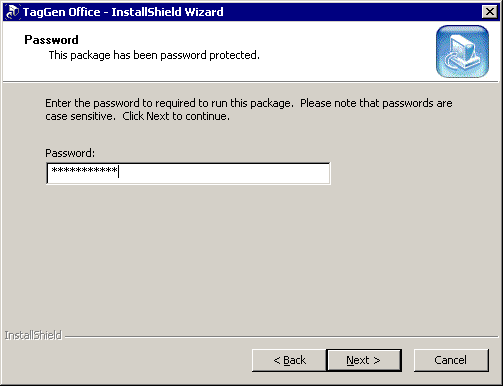 TagGen Office - InstallShield Wizard
Password
This package has been password protected.
Enter the password to required to run this package. Please note that passwords are
case sensitive. Click Next to continue.
Password:
***********
InstallShield
< Back
Next >
Cancel